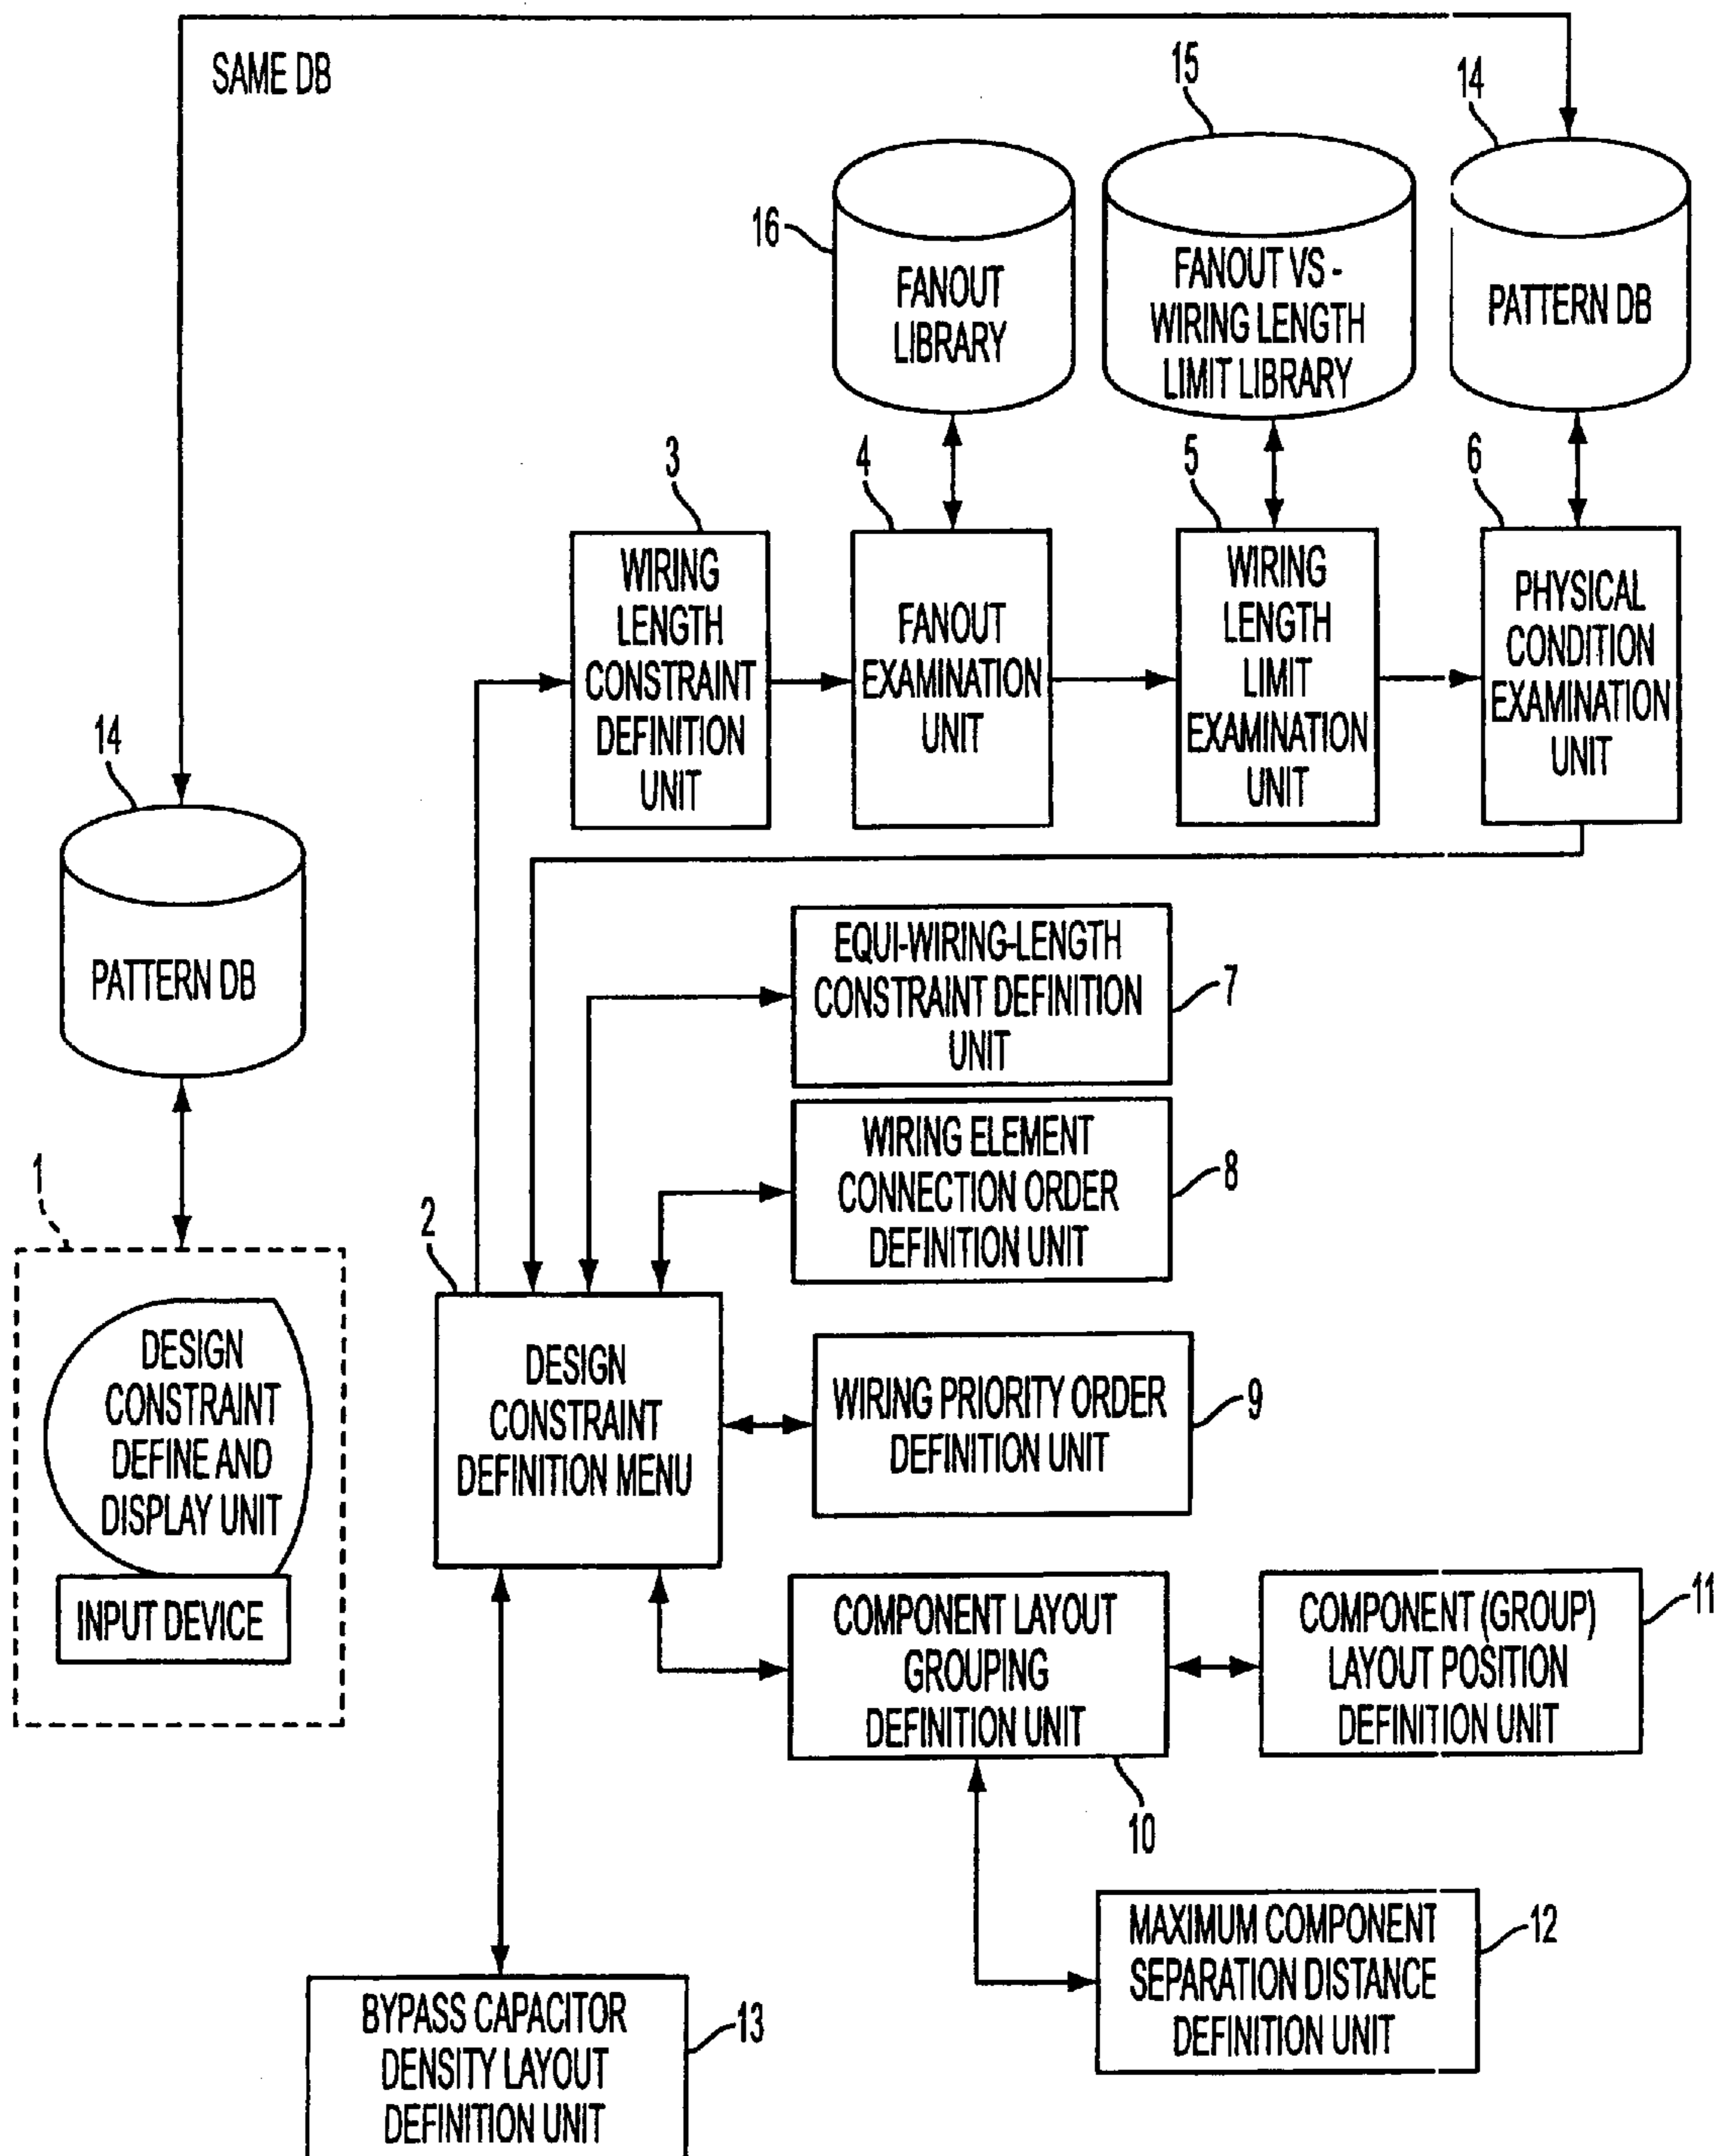 SAME DB
15
14
16
FANOUT
LIBRARY
FANOUT VS -
WIRING LENGTH
LIMIT LIBRARY
PATTERN DB
3
4
5
6
WIRING
LENGTH
CONSTRAINT
DEFINITION
UNIT
FANOUT
EXAMINATION
UNIT
WIRING
LENGTH
LIMIT
EXAMINATION
UNIT
PHYSICAL
CONDITION
EXAMINATION
UNIT
14
PATTERN DB
EQUI-WIRING-LENGTH
CONSTRAINT DEFINITION
UNIT
7
WIRING ELEMENT
CONNECTION ORDER
DEFINITION UNIT
8
1
DESIGN
CONSTRAINT
DEFINE AND
DISPLAY UNIT
INPUT DEVICE
2
DESIGN
CONSTRAINT
DEFINITION MENU
WIRING PRIORITY ORDER
DEFINITION UNIT
9
COMPONENT LAYOUT
GROUPING
DEFINITION UNIT
10
COMPONENT (GROUP)
LAYOUT POSITION
DEFINITION UNIT
11
MAXIMUM COMPONENT
SEPARATION DISTANCE
DEFINITION UNIT
12
BYPASS CAPACITOR
DENSITY LAYOUT
DEFINITION UNIT
13